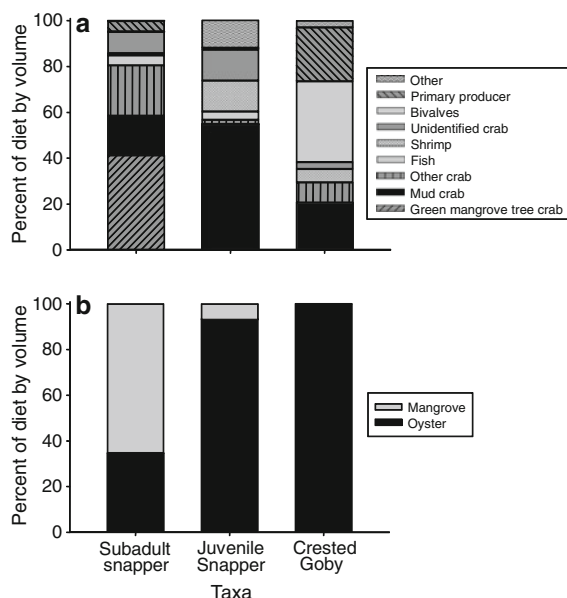 a
Percent of diet by volume
100
80
60
40
20
0
Other
Primary producer
Bivalves
Unidentified crab
Shrimp
Fish
Other crab
Mud crab
Green mangrove tree crab
b
Percent of diet by volume
100
80
60
40
20
0
Mangrove
Oyster
Subadult
snapper
Juvenile
Snapper
Crested
Goby
Taxa